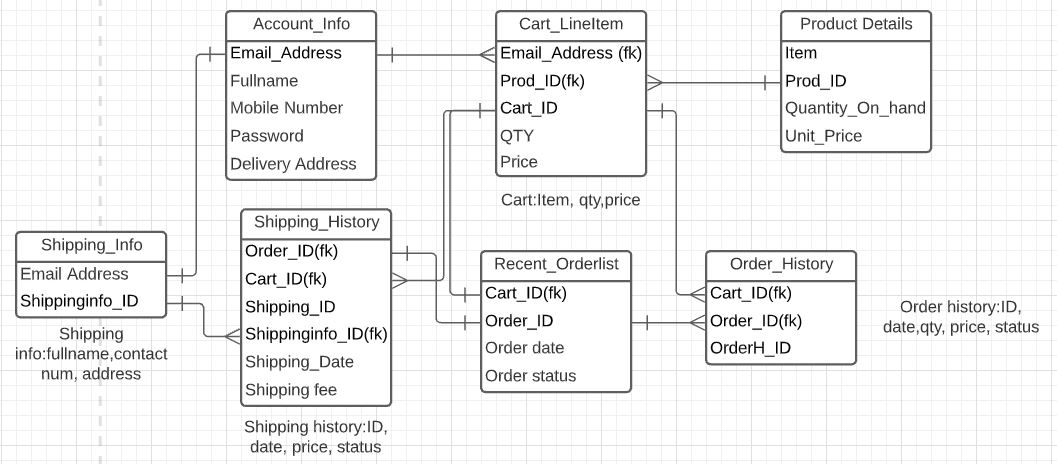 Account_Info
Email_Address
Fullname
Mobile Number
Password
Delivery Address
Cart_LineItem
Email_Address (fk)
Prod_ID(fk)
Cart_ID
QTY
Price
Cart:Item, qty,price
Product Details
Item
Prod_ID
Quantity_On_hand
Unit_Price
Shipping_Info
Email Address
Shippinginfo_ID
Shipping
info:fullname,contact
num, address
Shipping_History
Order_ID(fk)
Cart_ID(fk)
Shipping_ID
Shippinginfo_ID(fk)
Shipping_Date
Shipping fee
Shipping history:ID,
date, price, status
Recent_Orderlist
Cart_ID(fk)
Order_ID
Order date
Order status
Order_History
Cart_ID(fk)
Order_ID(fk)
OrderH_ID
Order history:ID,
date,qty, price, status